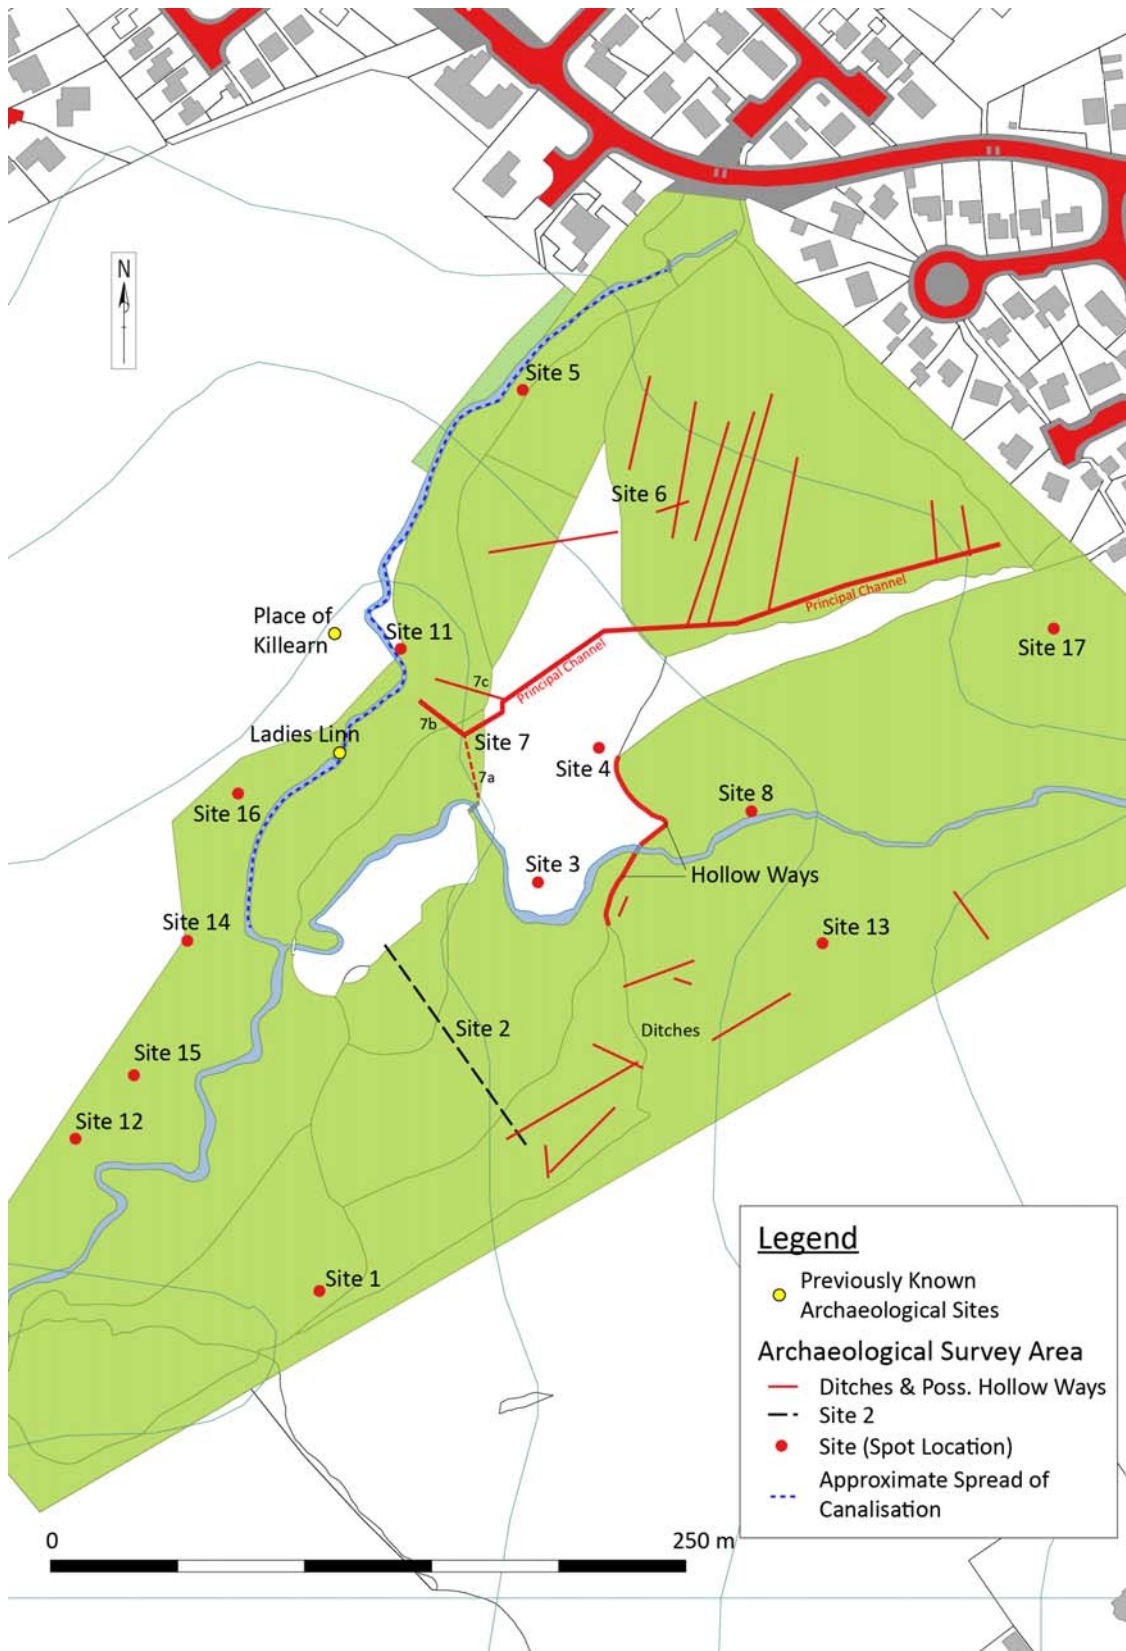 N
Site 5
Site 6
Principal Channel
Place of
Killearn
Site 11
Site 17
Principal Channel
7c
7b
Ladies Linn
Site 7
Site 4
7a
Site 16
Site 8
Site 3
Hollow Ways
Site 14
Site 13
Site 2
Ditches
Site 15
Site 12
Site 1
Legend
Previously Known
Archaeological Sites
Archaeological Survey Area
Ditches & Poss. Hollow Ways
Site 2
Site (Spot Location)
Approximate Spread of
Canalisation
0
250 m